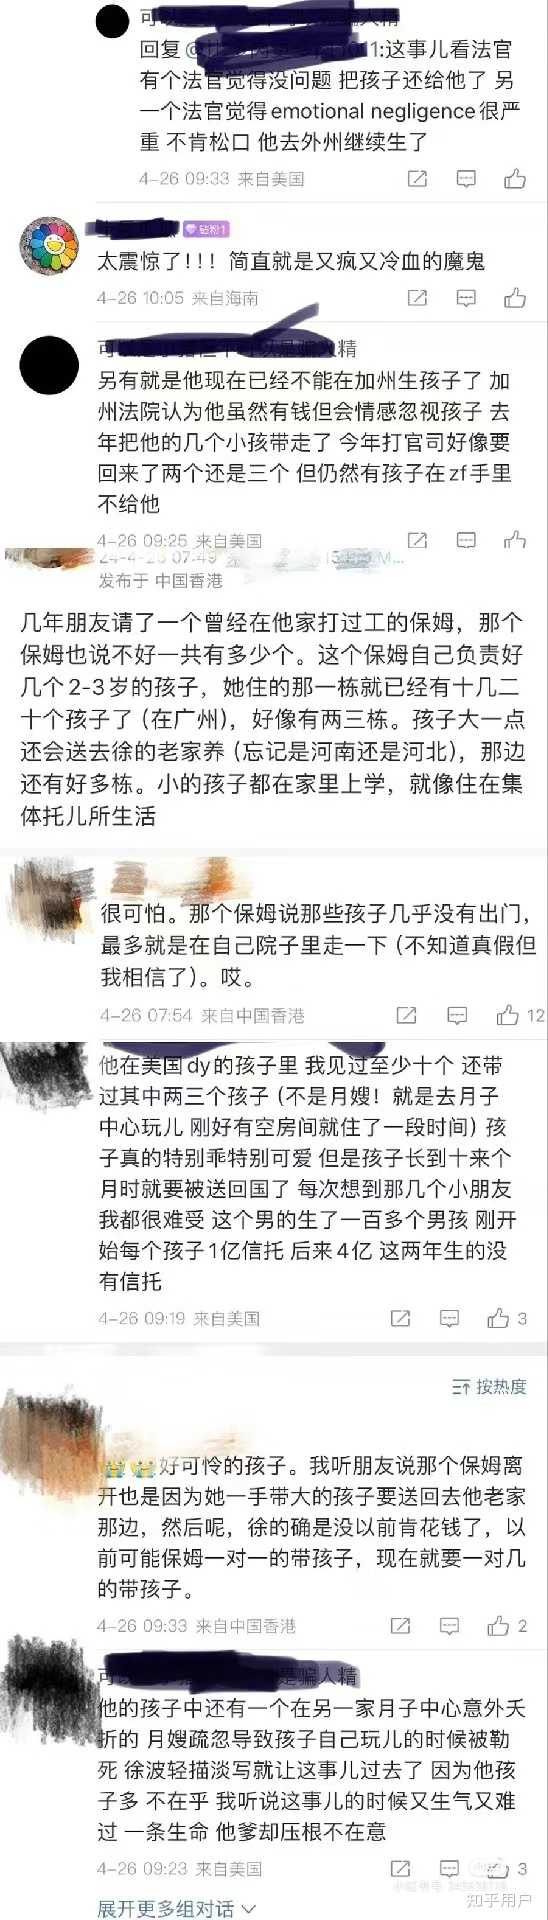 回复@
:这事儿看法官
有个法官觉得没问题 把孩子还给他了 另
一个法官觉得emotional negligence很严
重 不肯松口 他去外州继续生了
4-26 09:33 来自美国
钻粉1
太震惊了!!! 简直就是又疯又冷血的魔鬼
4-26 10:05 来自海南
另有就是他现在已经不能在加州生孩子了 加
州法院认为他虽然有钱但会情感忽视孩子 去
年把他的几个小孩带走了 今年打官司好像要
回来了两个还是三个 但仍然有孩子在zf手里
不给他
4-26 09:25 来自美国
发布于 中国香港
几年朋友请了一个曾经在他家打过工的保姆，那个
保姆也说不好一共有多少个。这个保姆自己负责好
几个2-3岁的孩子，她住的那一栋就已经有十几二
十个孩子了（在广州），好像有两三栋。孩子大一点
还会送去徐的老家养（忘记是河南还是河北），那边
还有好多栋。小的孩子都在家里上学，就像住在集
体托儿所生活
很可怕。那个保姆说那些孩子几乎没有出门，
最多就是在自己院子里走一下（不知道真假但
我相信了）。哎。
4-26 07:54 来自中国香港
12
他在美国dy的孩子里 我见过至少十个 还带
过其中两三个孩子（不是月嫂！就是去月子
中心玩儿 刚好有空房间就住了一段时间）孩
子真的特别乖特别可爱 但是孩子长到十来个
月时就要被送回国了 每次想到那几个小朋友
我都很难受 这个男的生了一百多个男孩 刚开
始每个孩子1亿信托 后来4亿 这两年生的没
有信托
4-26 09:19 来自美国
3
按热度
😭😭好可怜的孩子。我听朋友说那个保姆离
开也是因为她一手带大的孩子要送回去他老家
那边，然后呢，徐的确是没以前肯花钱了，以
前可能保姆一对一的带孩子，现在就要一对几
的带孩子。
4-26 09:33 来自中国香港
2
他的孩子中还有一个在另一家月子中心意外夭
折的 月嫂疏忽导致孩子自己玩儿的时候被勒
死 徐波轻描淡写就让这事儿过去了 因为他孩
子多 不在乎 我听说这事儿的时候又生气又难
过 一条生命 他爹却压根不在意
4-26 09:23 来自美国
3
展开更多组对话
知乎用户